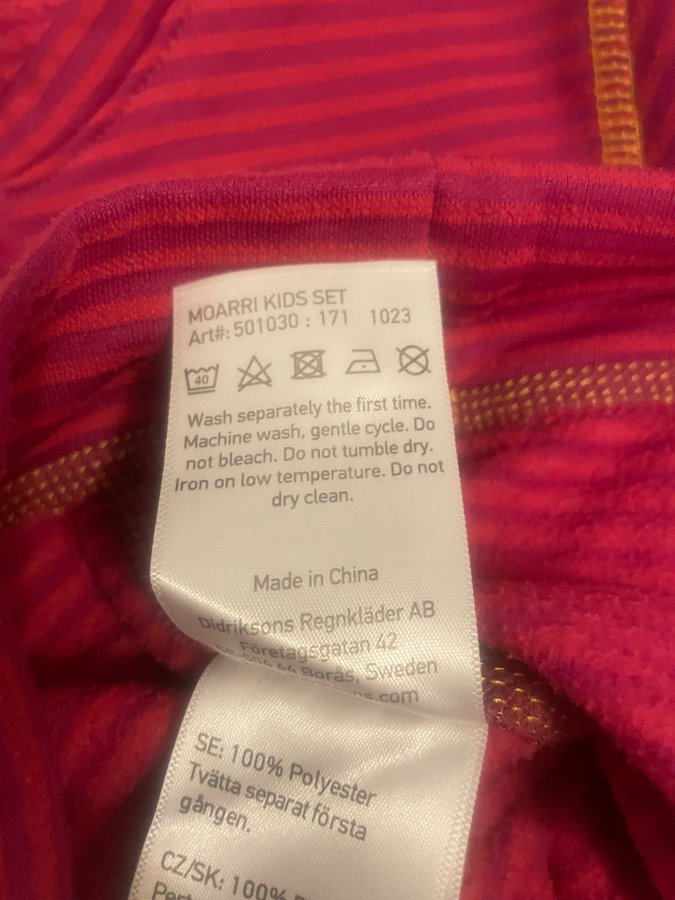 MOARRI KIDS SET
Art#: 501030 : 171 1023
40
Wash separately the first time.
Machine wash, gentle cycle. Do
not bleach. Do not tumble dry.
Iron on low temperature. Do not
dry clean.
Made in China
Didriksons Regnkläder AB
Företagsgatan 42
Borås, Sweden
SE: 100% Polyester
Tvätta separat första
gången.
CZ/SK: 100%